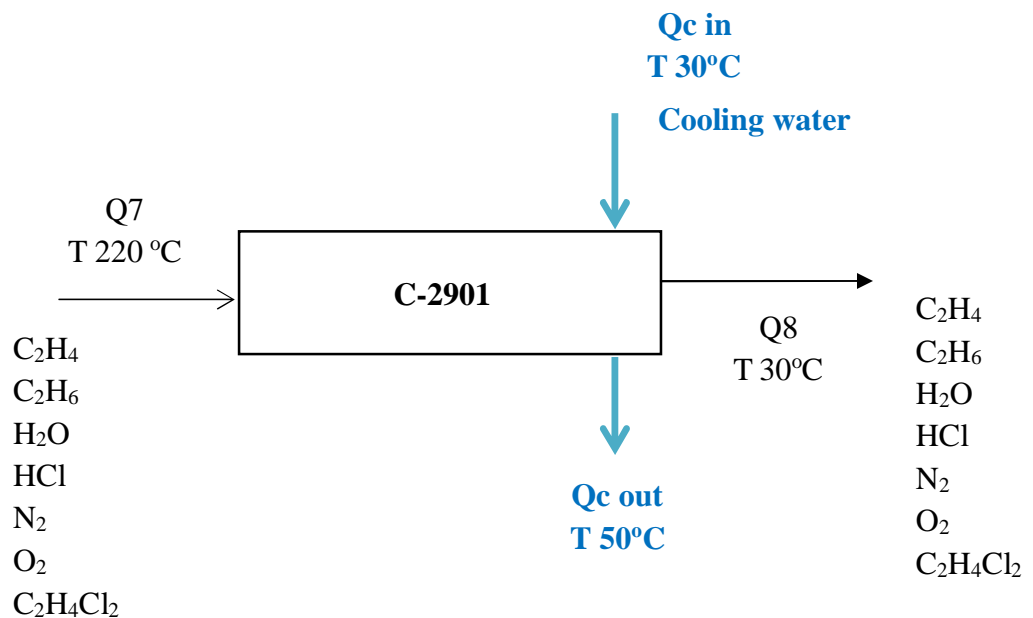 Qc in
T 30ºC
Cooling water
Q7
T 220 ºC
C-2901
Q8
T 30ºC
C₂H₄
C₂H₆
H₂O
HCl
N₂
O₂
C₂H₄Cl₂
Qc out
T 50ºC
C₂H₄
C₂H₆
H₂O
HCl
N₂
O₂
C₂H₄Cl₂